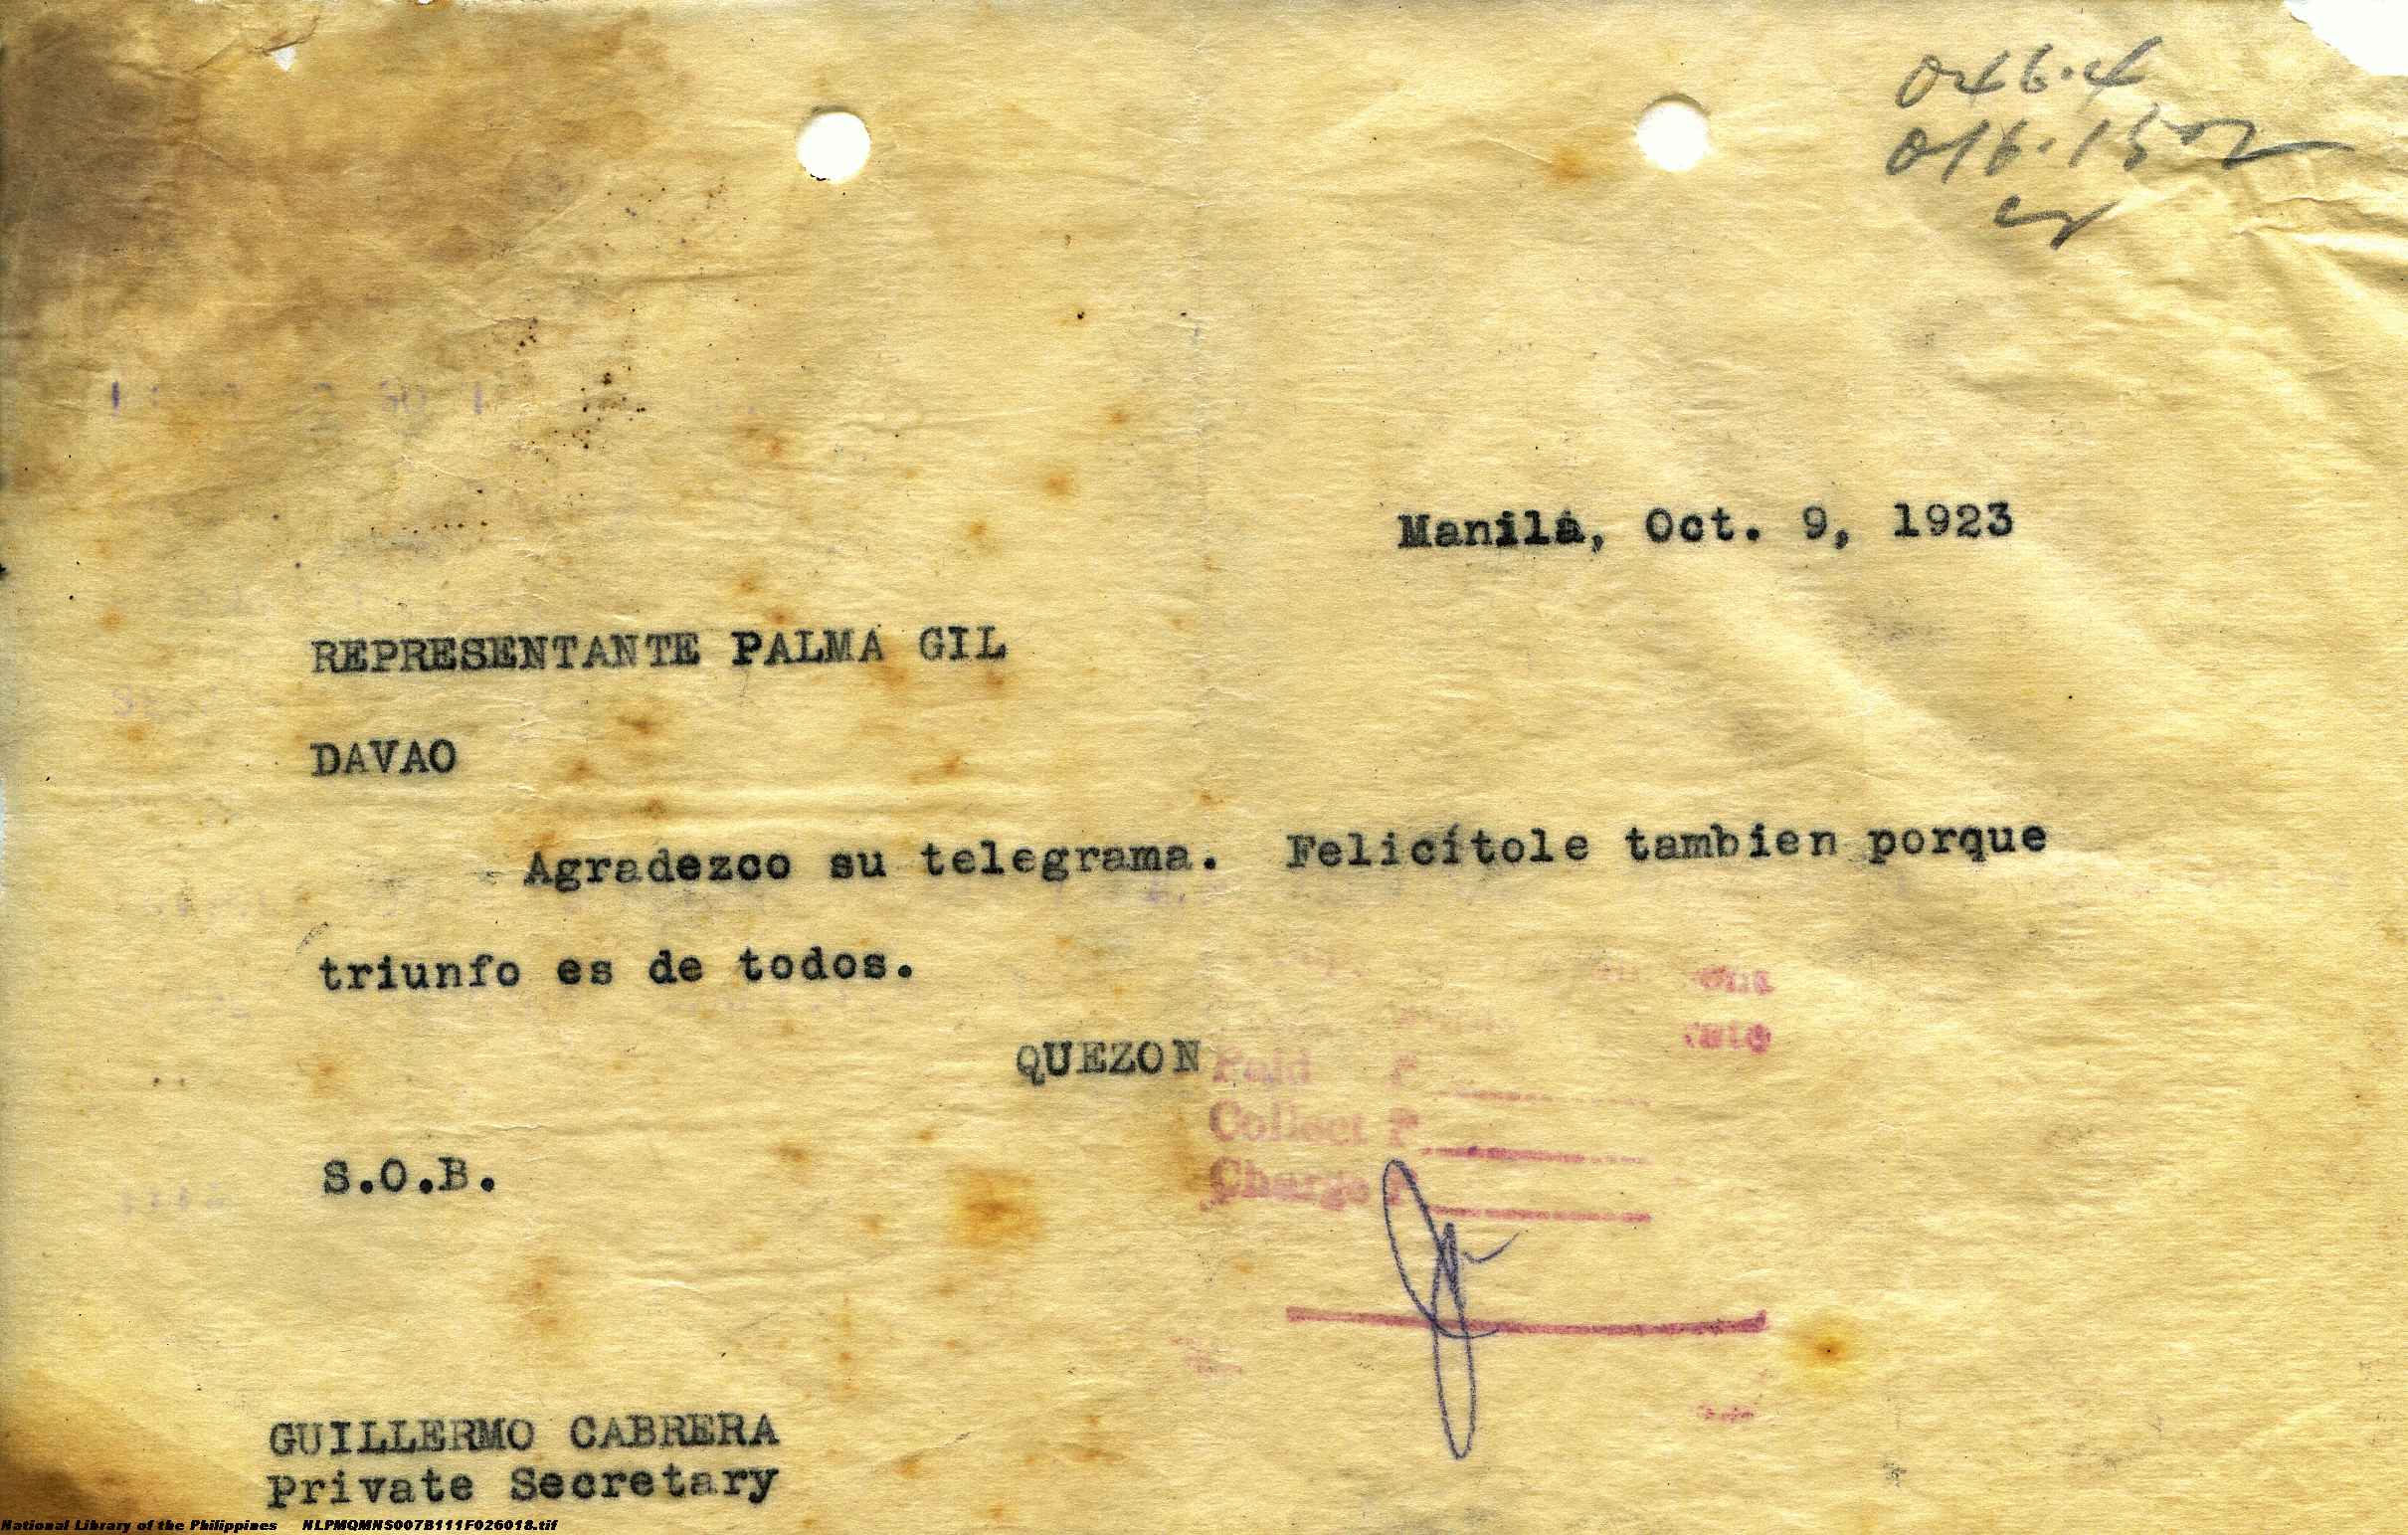 046.4
016.15
Manila, Oct. 9, 1923
REPRESENTANTE PALMA GIL
DAVAO
Agradezco su telegrama. Felicítole tambien porque
triunfo es de todos.
QUEZON
Paid P
Collect P
Charge P
S.O.B.
GUILLERMO CABRERA
Private Secretary
National Library of the Philippines NLPMQMNS007B111F026018.tif